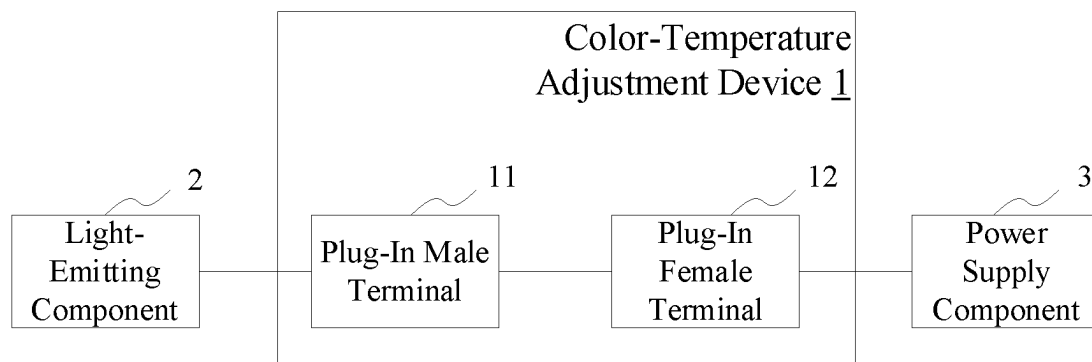 Color-Temperature
Adjustment Device 1
2
11
12
3
Light-
Emitting
Component
Plug-In Male
Terminal
Plug-In
Female
Terminal
Power
Supply
Component